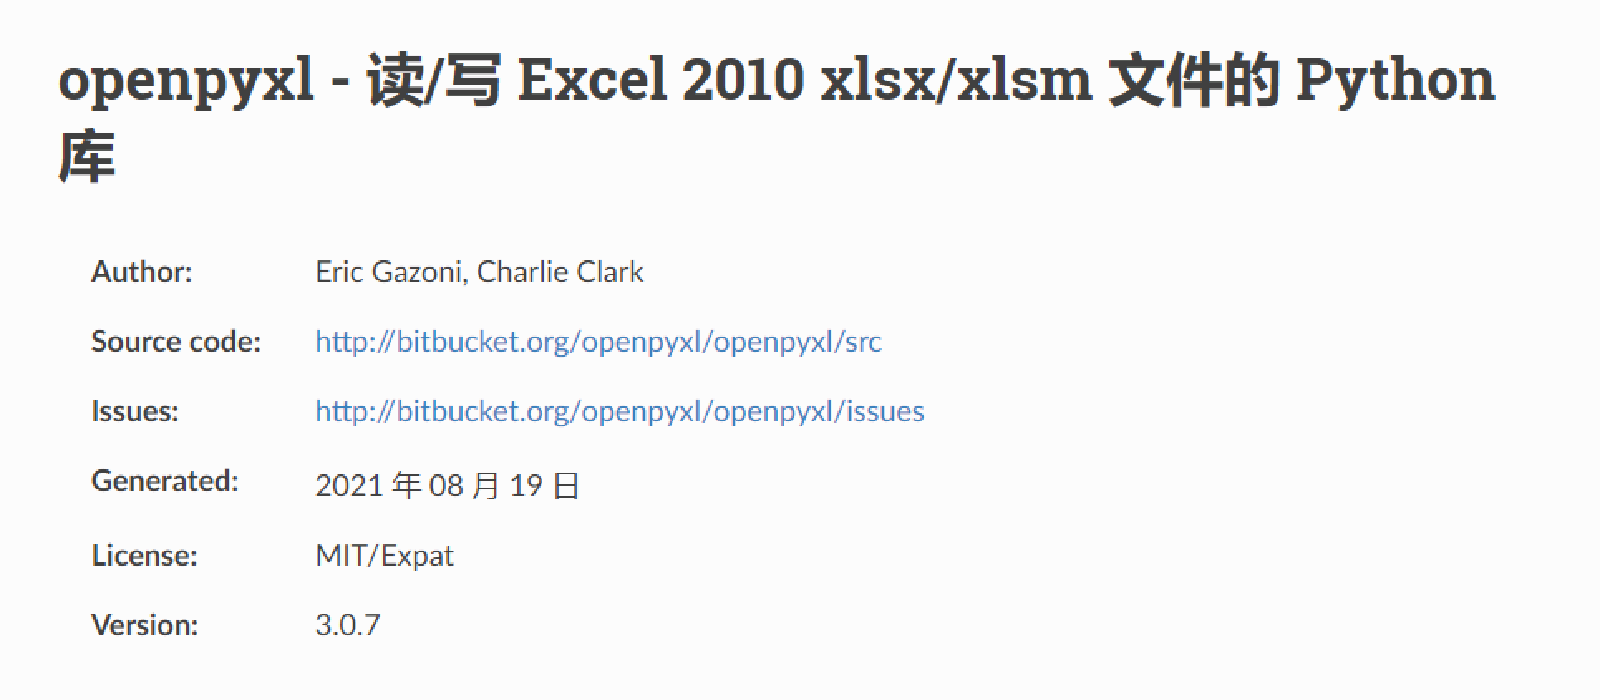 openpyxl - 读/写 Excel 2010 xlsx/xlsm 文件的 Python
库
Author: Eric Gazoni, Charlie Clark
Source code: http://bitbucket.org/openpyxl/openpyxl/src
Issues: http://bitbucket.org/openpyxl/openpyxl/issues
Generated: 2021 年 08 月 19 日
License: MIT/Expat
Version: 3.0.7